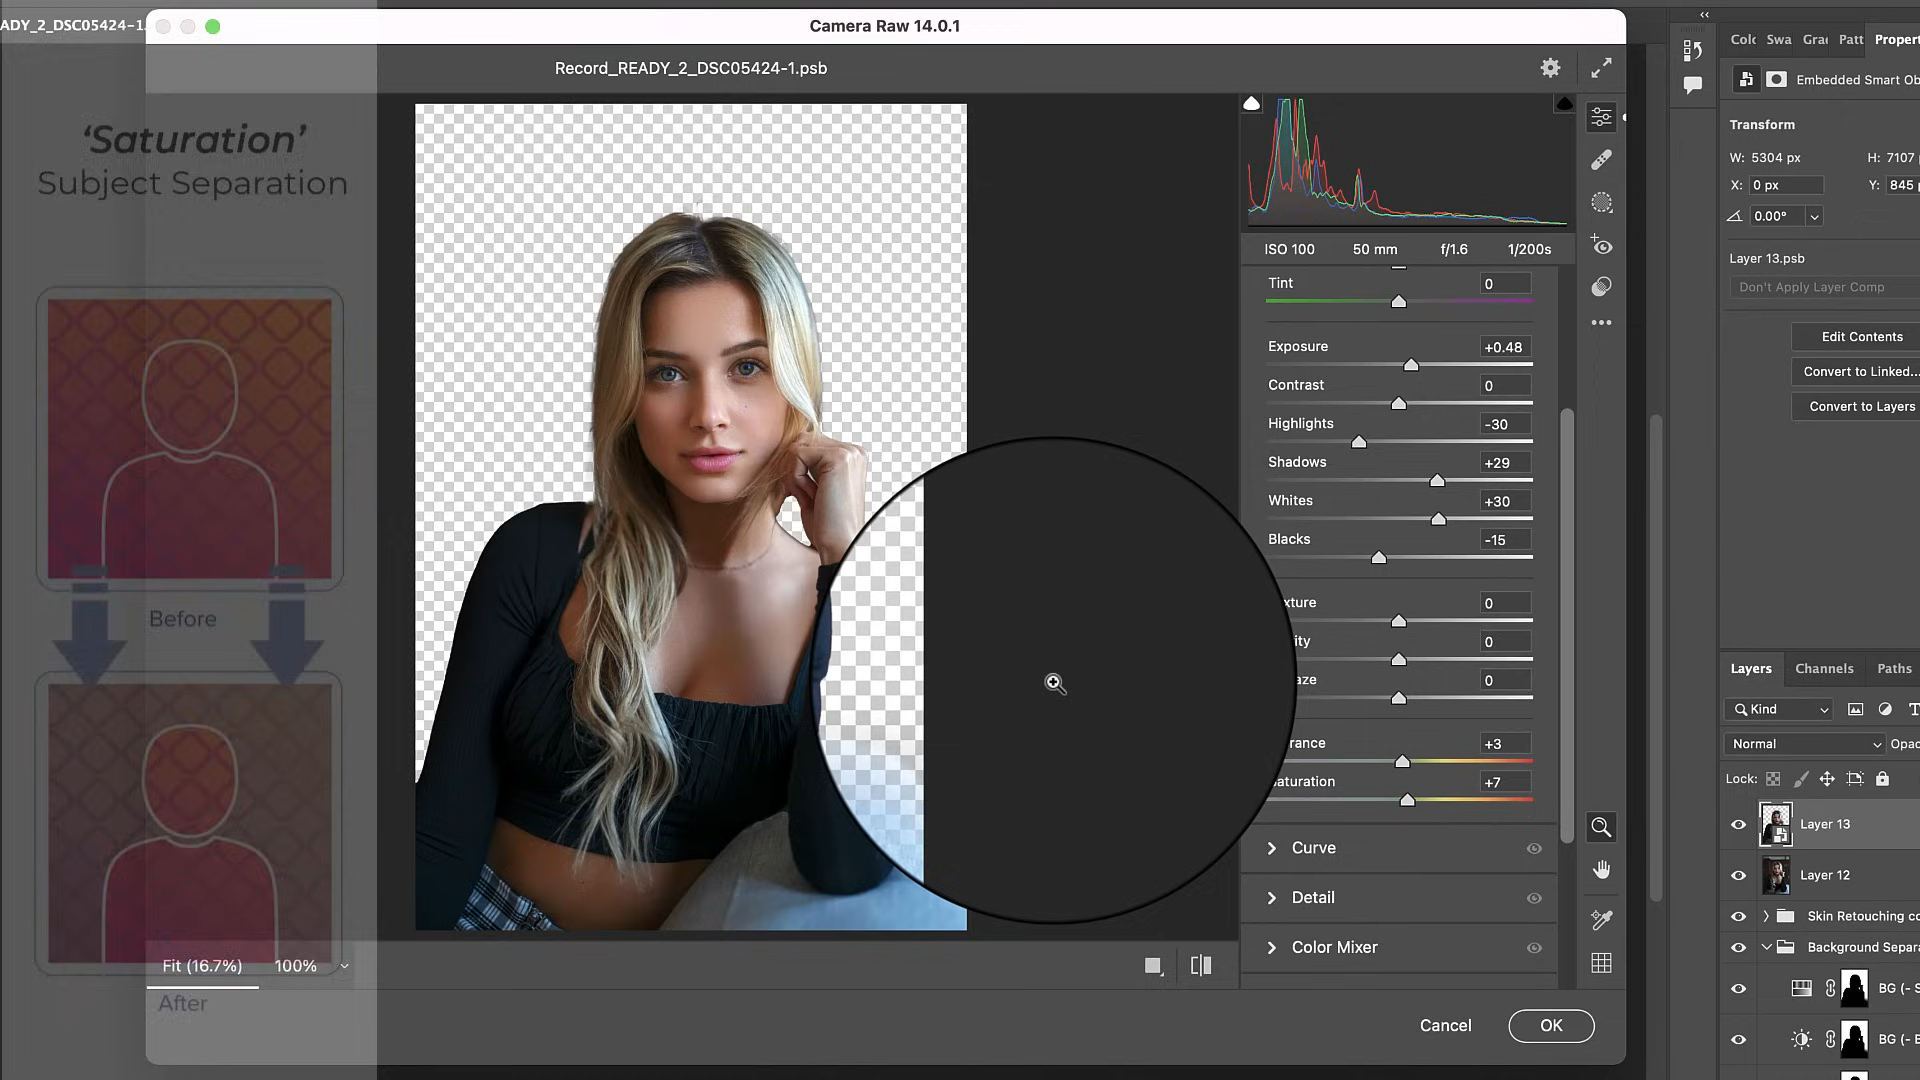 ADY_2_DSC05424-1
Camera Raw 14.0.1
Record_READY_2_DSC05424-1.psb
‘Saturation’
Subject Separation
Before
After
ISO 100 50 mm f/1.6 1/200s
Tint 0
Exposure +0.48
Contrast 0
Highlights -30
Shadows +29
Whites +30
Blacks -15
xture 0
ity 0
aze 0
rance +3
aturation +7
Curve
Detail
Color Mixer
Fit (16.7%) 100%
Cancel OK
Colc Swa Grac Patt Propert
Embedded Smart Ob
Transform
W: 5304 px H: 7107 p
X: 0 px Y: 845 p
0.00°
Layer 13.psb
Don't Apply Layer Comp
Edit Contents
Convert to Linked...
Convert to Layers
Layers Channels Paths
Kind
Normal Opac
Lock:
Layer 13
Layer 12
Skin Retouching co
Background Separa
BG (- S
BG (- E